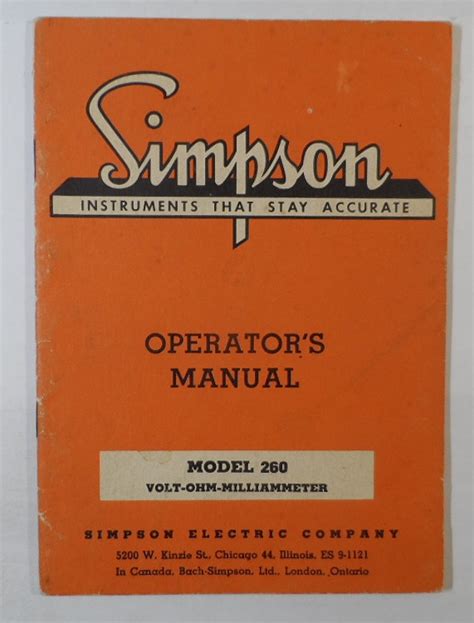 Simpson
INSTRUMENTS THAT STAY ACCURATE
OPERATOR'S
MANUAL
MODEL 260
VOLT-OHM-MILLIAMMETER
SIMPSON ELECTRIC COMPANY
5200 W. Kinzie St., Chicago 44, Illinois, ES 9-1121
In Canada, Bach-Simpson, Ltd., London, Ontario